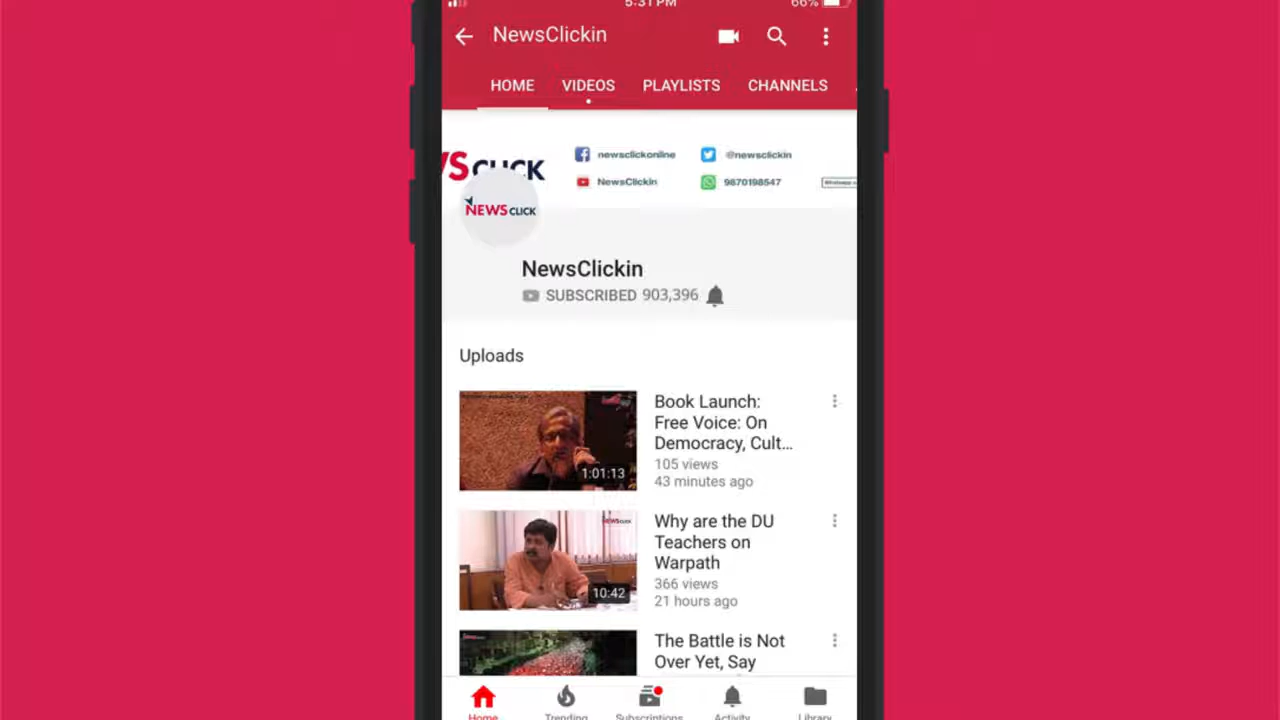 5:31 PM
66%
NewsClickin
HOME VIDEOS PLAYLISTS CHANNELS
WS CLICK
newsclickonline @newsclickin
NewsClickin 9870198547
NEWSCLICK
NewsClickin
SUBSCRIBED 903,396
Uploads
Book Launch:
Free Voice: On
Democracy, Cult...
105 views
43 minutes ago
1:01:13
Why are the DU
Teachers on
Warpath
366 views
21 hours ago
NEWSCLICK
10:42
The Battle is Not
Over Yet, Say
Home Trending Subscriptions Activity Library